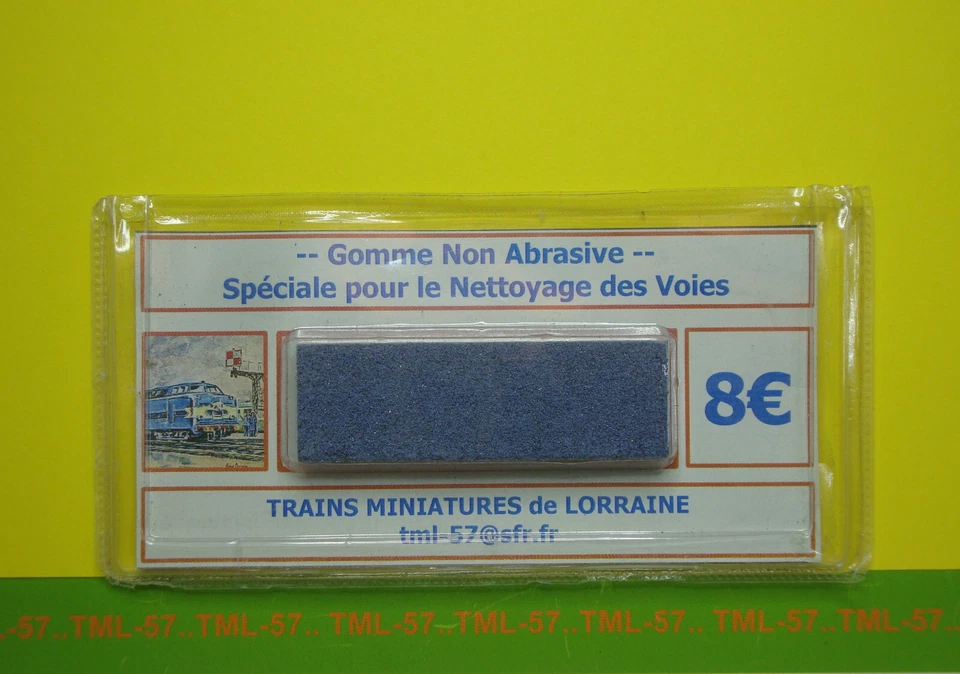 -- Gomme Non Abrasive --
Spéciale pour le Nettoyage des Voies
8€
TRAINS MINIATURES de LORRAINE
tml-57@sfr.fr
L-57..TML-57..TML-57.. TML-57..TML-57..TML-57.. TML-57..TML-57..